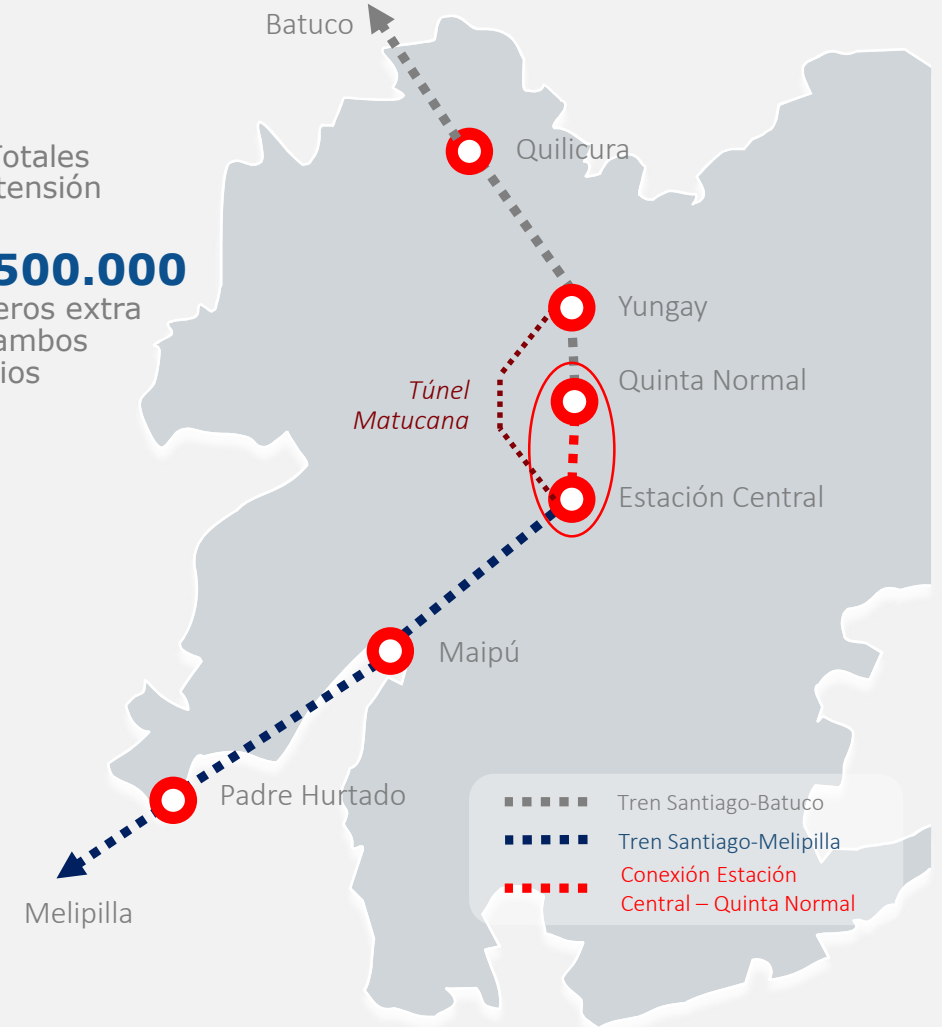 Batuco
Quilicura
Totales
tensión
500.000
eros extra
ambos
ios
Yungay
Quinta Normal
Túnel
Matucana
Estación Central
Maipú
Padre Hurtado
Melipilla
Tren Santiago-Batuco
Tren Santiago-Melipilla
Conexión Estación
Central – Quinta Normal